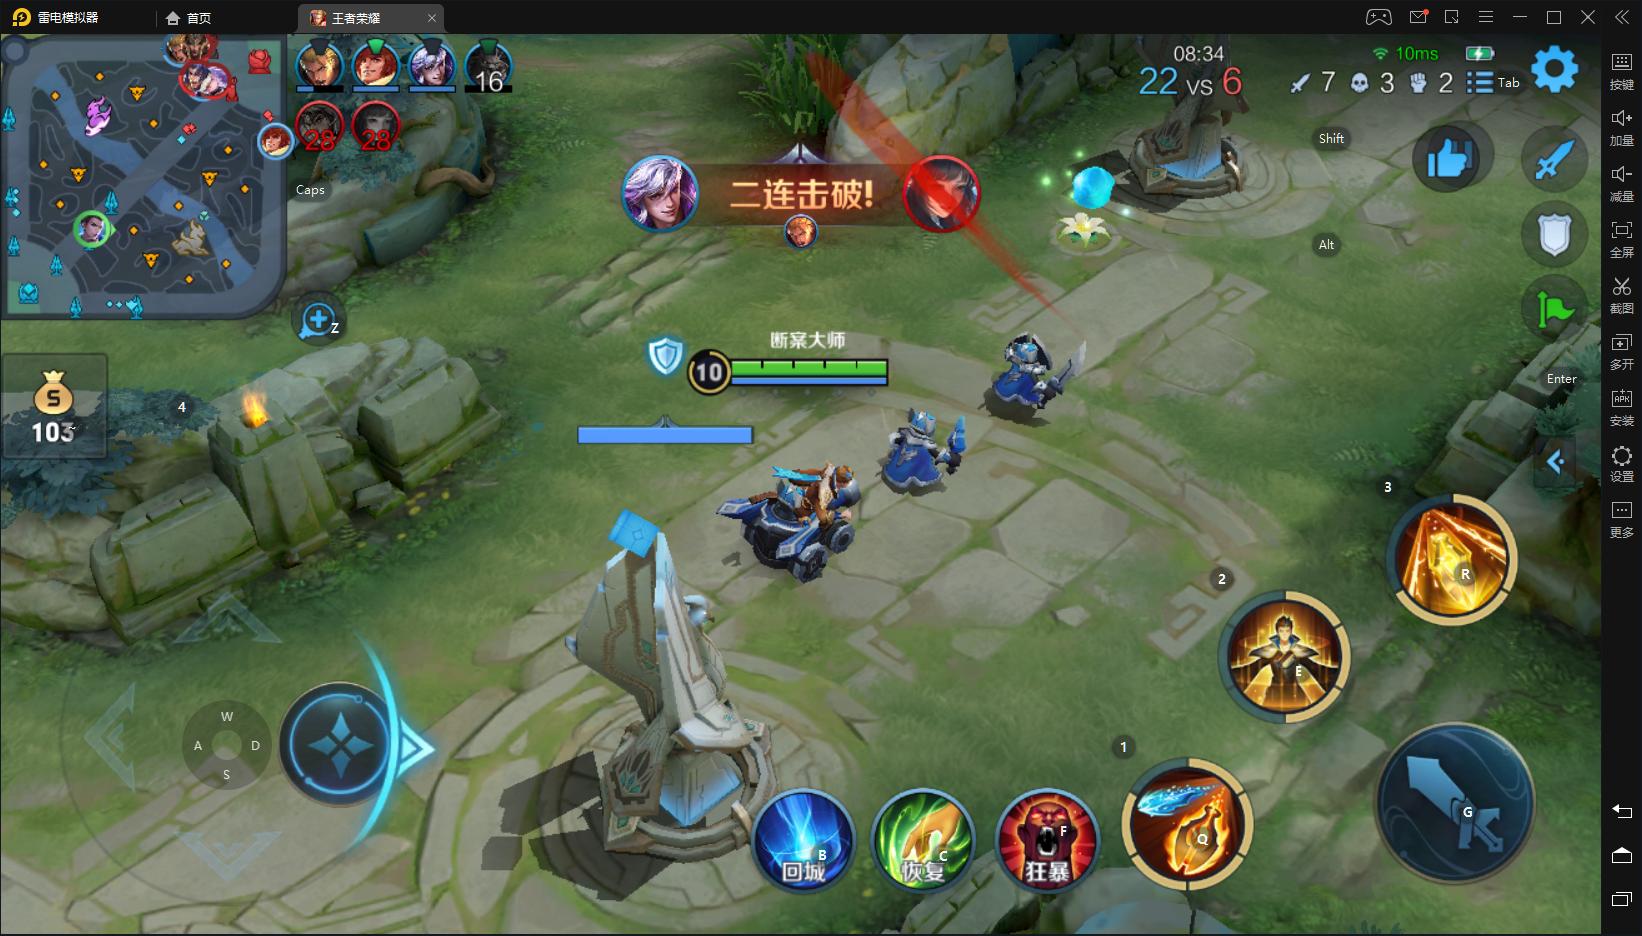 雷电模拟器
首页
王者荣耀
16
28
28
08:34
22 vs 6
10ms
7 3 2 Tab
Shift
Caps
Alt
二连击破!
Z
断案大师
10
103
4
Enter
3
R
2
E
W
A D
S
1
G
B
回城
C
恢复
F
狂暴
Q
按键
加量
减量
全屏
截图
多开
APK
安装
设置
更多